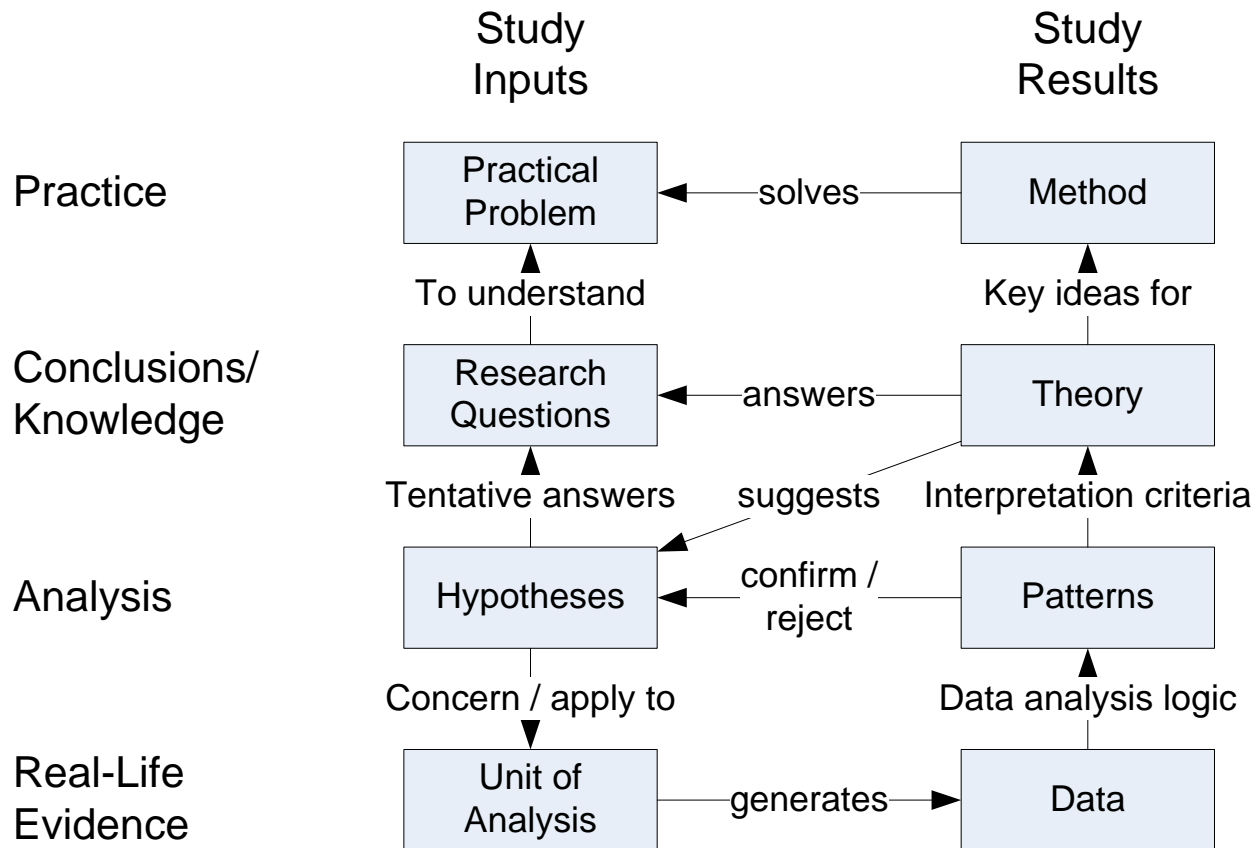 Study
Inputs
Study
Results
Practice
Practical
Problem
solves
Method
To understand
Key ideas for
Conclusions/
Knowledge
Research
Questions
answers
Theory
Tentative answers
suggests
Interpretation criteria
Analysis
Hypotheses
confirm /
reject
Patterns
Concern / apply to
Data analysis logic
Real-Life
Evidence
Unit of
Analysis
generates
Data